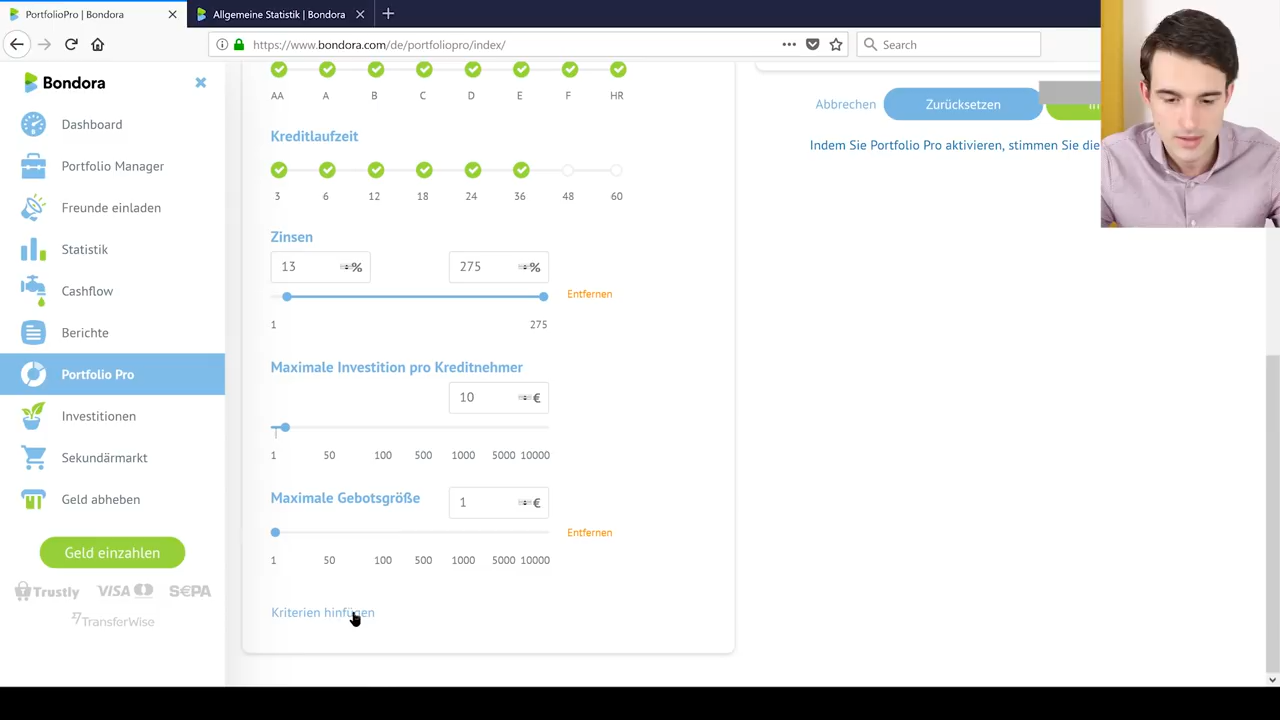 PortfolioPro | Bondora
Allgemeine Statistik | Bondora
https://www.bondora.com/de/portfoliopro/index/
Search
Bondora
Dashboard
Portfolio Manager
Freunde einladen
Statistik
Cashflow
Berichte
Portfolio Pro
Investitionen
Sekundärmarkt
Geld abheben
Geld einzahlen
Trustly VISA SEPA
TransferWise
AA A B C D E F HR
Kreditlaufzeit
3 6 12 18 24 36 48 60
Zinsen
13 % 275 %
Entfernen
1 275
Maximale Investition pro Kreditnehmer
10 €
1 50 100 500 1000 5000 10000
Maximale Gebotsgröße 1 €
Entfernen
1 50 100 500 1000 5000 10000
Kriterien hinfügen
Abbrechen Zurücksetzen
Indem Sie Portfolio Pro aktivieren, stimmen Sie die